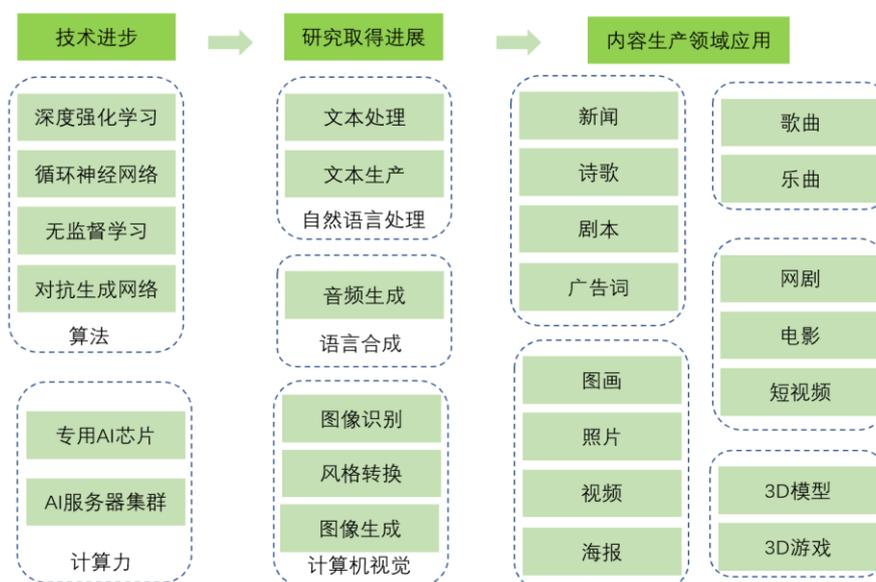 技术进步
研究取得进展
内容生产领域应用
深度强化学习
循环神经网络
无监督学习
对抗生成网络
算法
专用AI芯片
AI服务器集群
计算力
文本处理
文本生产
自然语言处理
音频生成
语言合成
图像识别
风格转换
图像生成
计算机视觉
新闻
诗歌
剧本
广告词
图画
照片
视频
海报
歌曲
乐曲
网剧
电影
短视频
3D模型
3D游戏